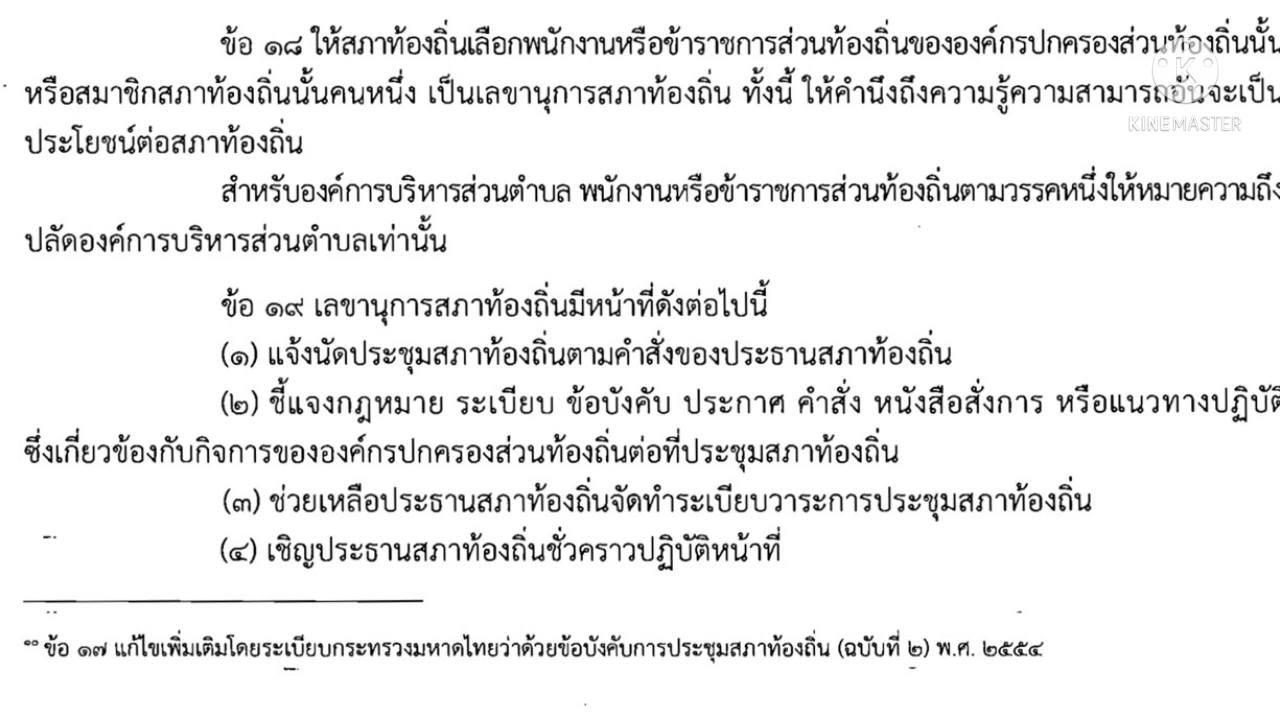 ข้อ ๑๘ ให้สภาท้องถิ่นเลือกพนักงานหรือข้าราชการส่วนท้องถิ่นขององค์กรปกครองส่วนท้องถิ่นนั้น
หรือสมาชิกสภาท้องถิ่นนั้นคนหนึ่ง เป็นเลขานุการสภาท้องถิ่น ทั้งนี้ ให้คำนึงถึงความรู้ความสามารถอันจะเป็น
ประโยชน์ต่อสภาท้องถิ่น
KINEMASTER
สำหรับองค์การบริหารส่วนตำบล พนักงานหรือข้าราชการส่วนท้องถิ่นตามวรรคหนึ่งให้หมายความถึง
ปลัดองค์การบริหารส่วนตำบลเท่านั้น
ข้อ ๑๙ เลขานุการสภาท้องถิ่นมีหน้าที่ดังต่อไปนี้
(๑) แจ้งนัดประชุมสภาท้องถิ่นตามคำสั่งของประธานสภาท้องถิ่น
(๒) ชี้แจงกฎหมาย ระเบียบ ข้อบังคับ ประกาศ คำสั่ง หนังสือสั่งการ หรือแนวทางปฏิบัติ
ซึ่งเกี่ยวข้องกับกิจการขององค์กรปกครองส่วนท้องถิ่นต่อที่ประชุมสภาท้องถิ่น
(๓) ช่วยเหลือประธานสภาท้องถิ่นจัดทำระเบียบวาระการประชุมสภาท้องถิ่น
(๔) เชิญประธานสภาท้องถิ่นชั่วคราวปฏิบัติหน้าที่
๑๐ ข้อ ๑๗ แก้ไขเพิ่มเติมโดยระเบียบกระทรวงมหาดไทยว่าด้วยข้อบังคับการประชุมสภาท้องถิ่น (ฉบับที่ ๒) พ.ศ. ๒๕๕๔